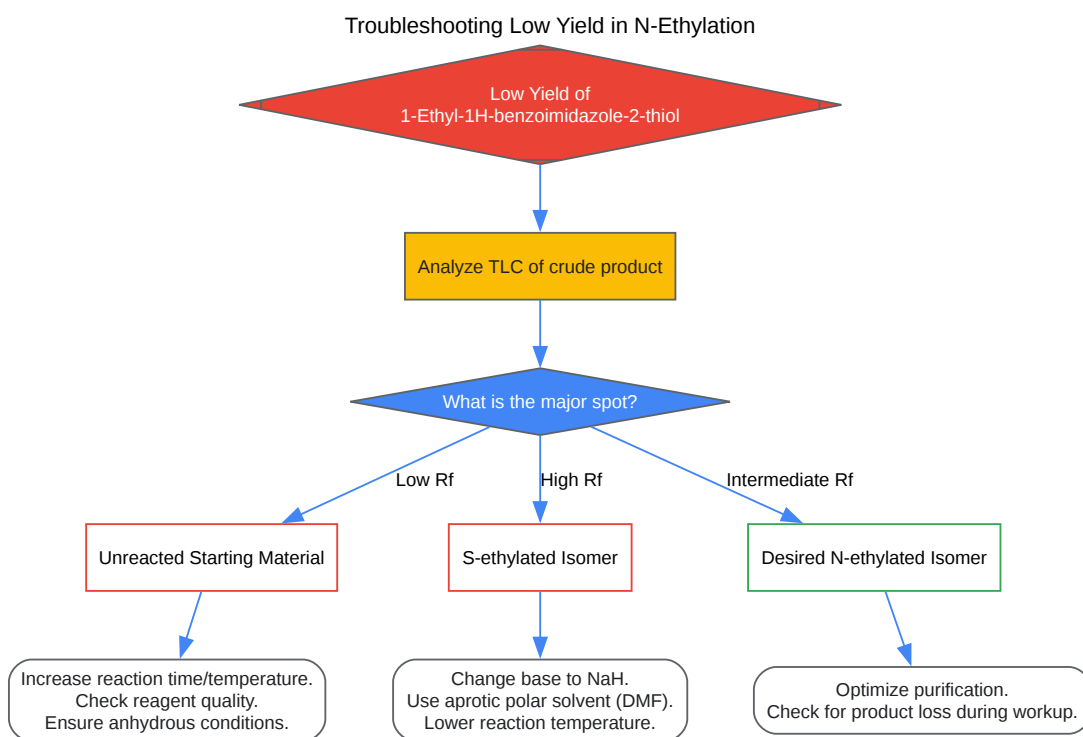 Troubleshooting Low Yield in N-Ethylation
Low Yield of
1-Ethyl-1H-benzoimidazole-2-thiol
Analyze TLC of crude product
What is the major spot?
Low Rf
High Rf
Intermediate Rf
Unreacted Starting Material
S-ethylated Isomer
Desired N-ethylated Isomer
Increase reaction time/temperature.
Check reagent quality.
Ensure anhydrous conditions.
Change base to NaH.
Use aprotic polar solvent (DMF).
Lower reaction temperature.
Optimize purification.
Check for product loss during workup.